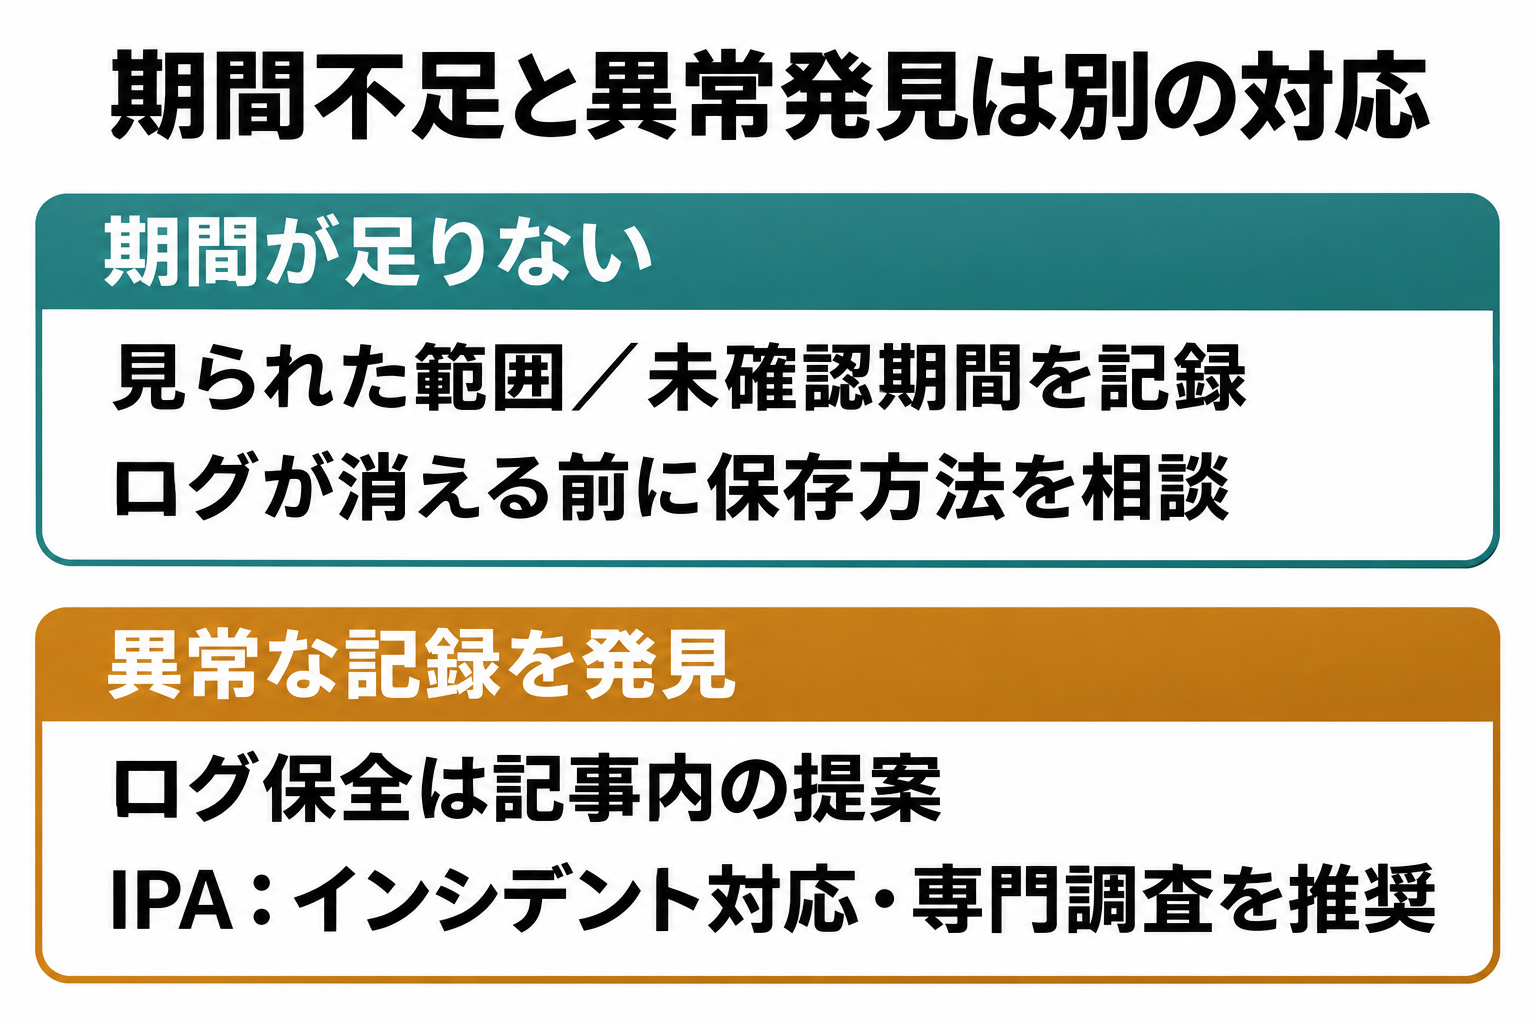 期間不足と異常発見は別の対応
期間が足りない
見られた範囲／未確認期間を記録
ログが消える前に保存方法を相談
異常な記録を発見
ログ保全は記事内の提案
IPA：インシデント対応・専門調査を推奨